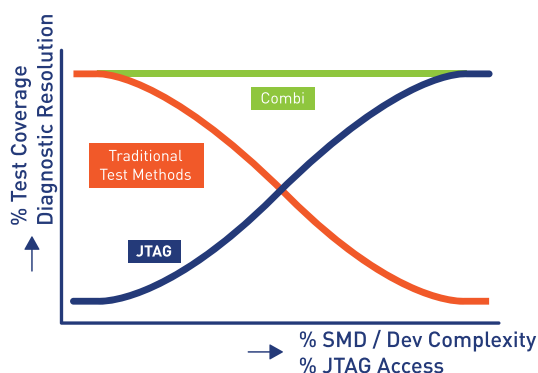 % Test Coverage
Diagnostic Resolution
Combi
Traditional
Test Methods
JTAG
% SMD / Dev Complexity
% JTAG Access